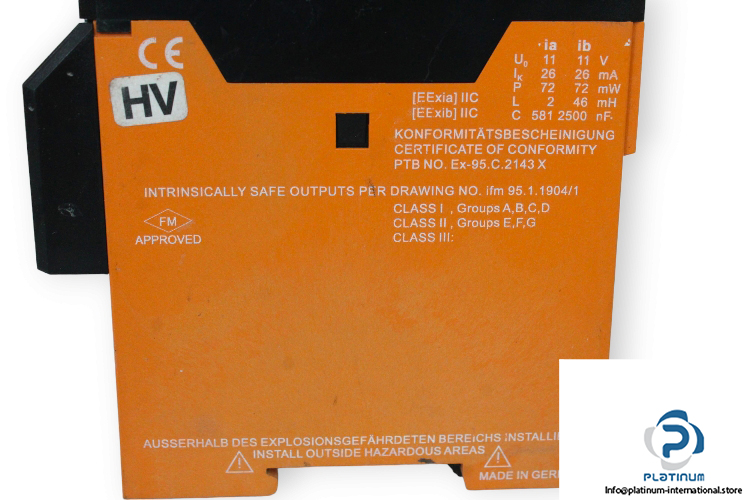 CE
HV
ia ib
U₀ 11 11 V
Iₖ 26 26 mA
P 72 72 mW
L 2 46 mH
C 581 2500 nF
[EExia] IIC
[EExib] IIC
KONFORMITÄTSBESCHEINIGUNG
CERTIFICATE OF CONFORMITY
PTB NO. Ex-95.C.2143 X
INTRINSICALLY SAFE OUTPUTS PER DRAWING NO. ifm 95.1.1904/1
CLASS I , Groups A,B,C,D
CLASS II , Groups E,F,G
CLASS III:
FM
APPROVED
AUSSERHALB DES EXPLOSIONSGEFÄHRDETEN BEREICHS
INSTALL OUTSIDE HAZARDOUS AREAS
MADE IN
PLATINUM
Info@platinum-international.store